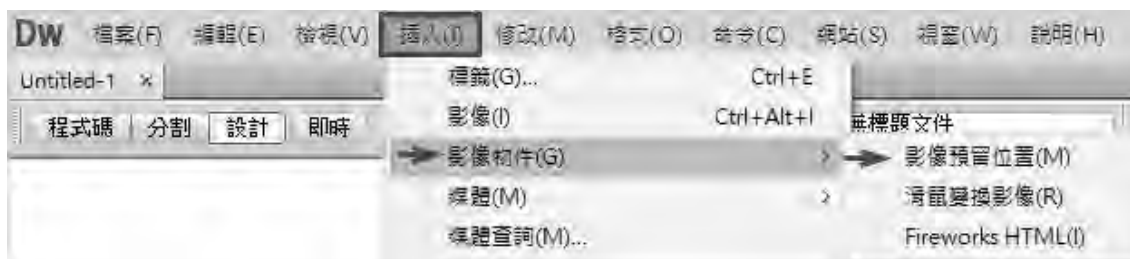 Dw 檔案(F) 編輯(E) 檢視(V) 插入(I) 修改(M) 格式(O) 命令(C) 網站(S) 視窗(W) 說明(H)
Untitled-1 ×
標籤(G)... Ctrl+E
程式碼 分割 設計 即時 影像(I) Ctrl+Alt+I 無標題文件
影像物件(G) > 影像預留位置(M)
媒體(M) > 滑鼠變換影像(R)
媒體查詢(M)... Fireworks HTML(I)